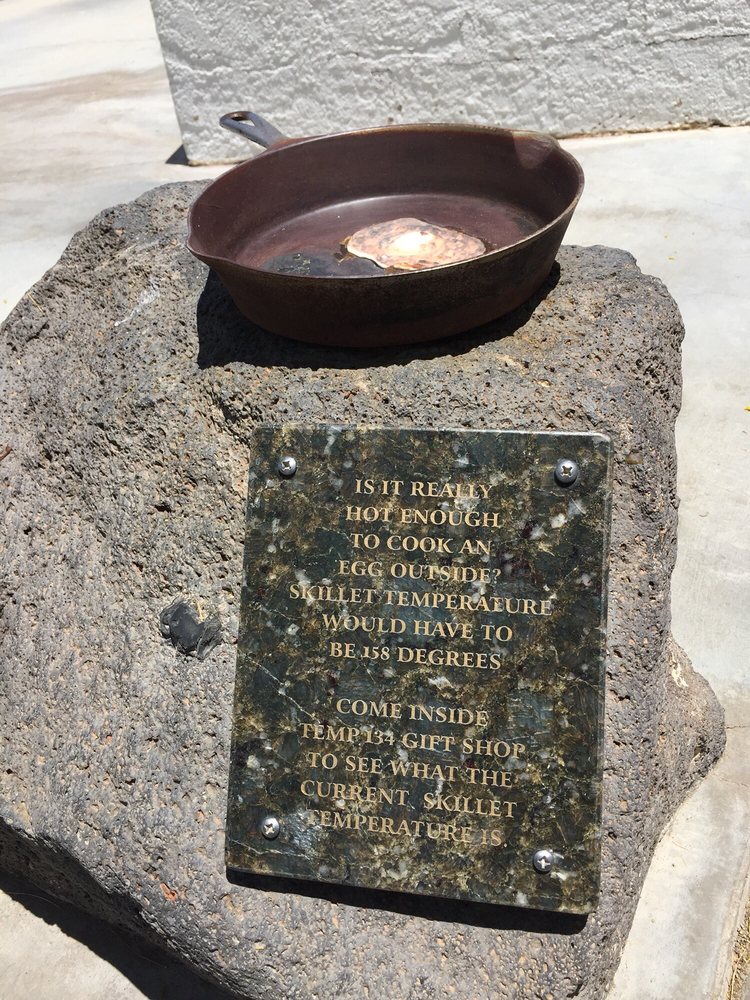 IS IT REALLY
HOT ENOUGH
TO COOK AN
EGG OUTSIDE?
SKILLET TEMPERATURE
WOULD HAVE TO
BE 158 DEGREES
COME INSIDE
TEMP 134 GIFT SHOP
TO SEE WHAT THE
CURRENT SKILLET
TEMPERATURE IS.